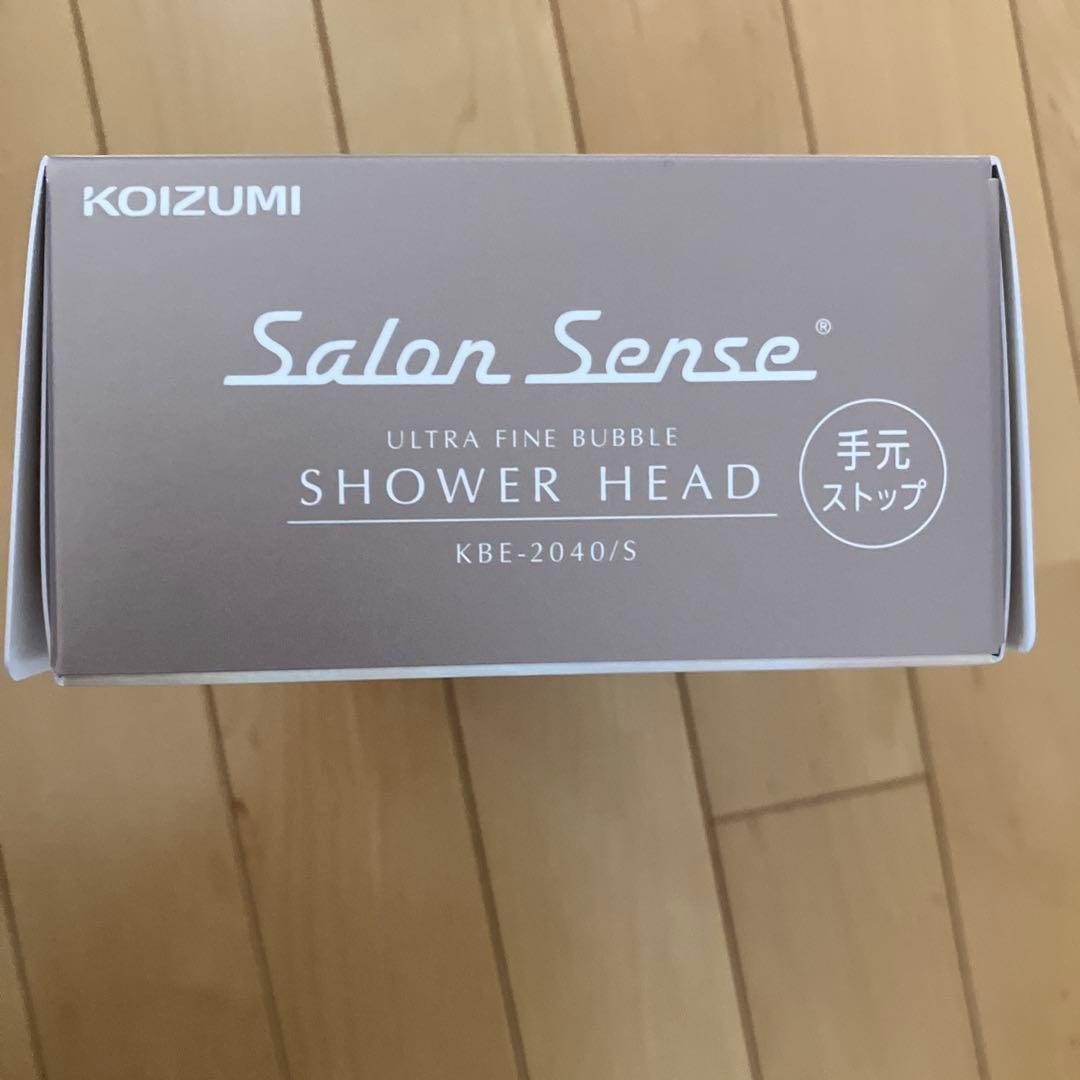 KOIZUMI
Salon Sense®
ULTRA FINE BUBBLE
SHOWER HEAD
KBE-2040/S
手元
ストップ